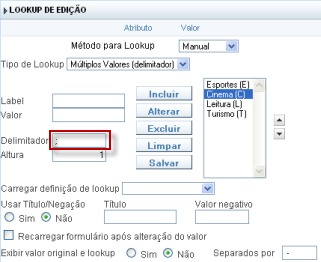 LOOKUP DE EDIÇÃO
Atributo Valor
Método para Lookup Manual
Tipo de Lookup Múltiplos Valores (delimitador)
Esportes (E)
Cinema (C)
Leitura (L)
Turismo (T)
Label
Valor
Incluir
Alterar
Excluir
Limpar
Salvar
Delimitador ;
Altura 1
Carregar definição de lookup
Usar Título/Negação Título Valor negativo
Sim Não
Recarregar formulário após alteração do valor
Exibir valor original e lookup Sim Não Separados por -